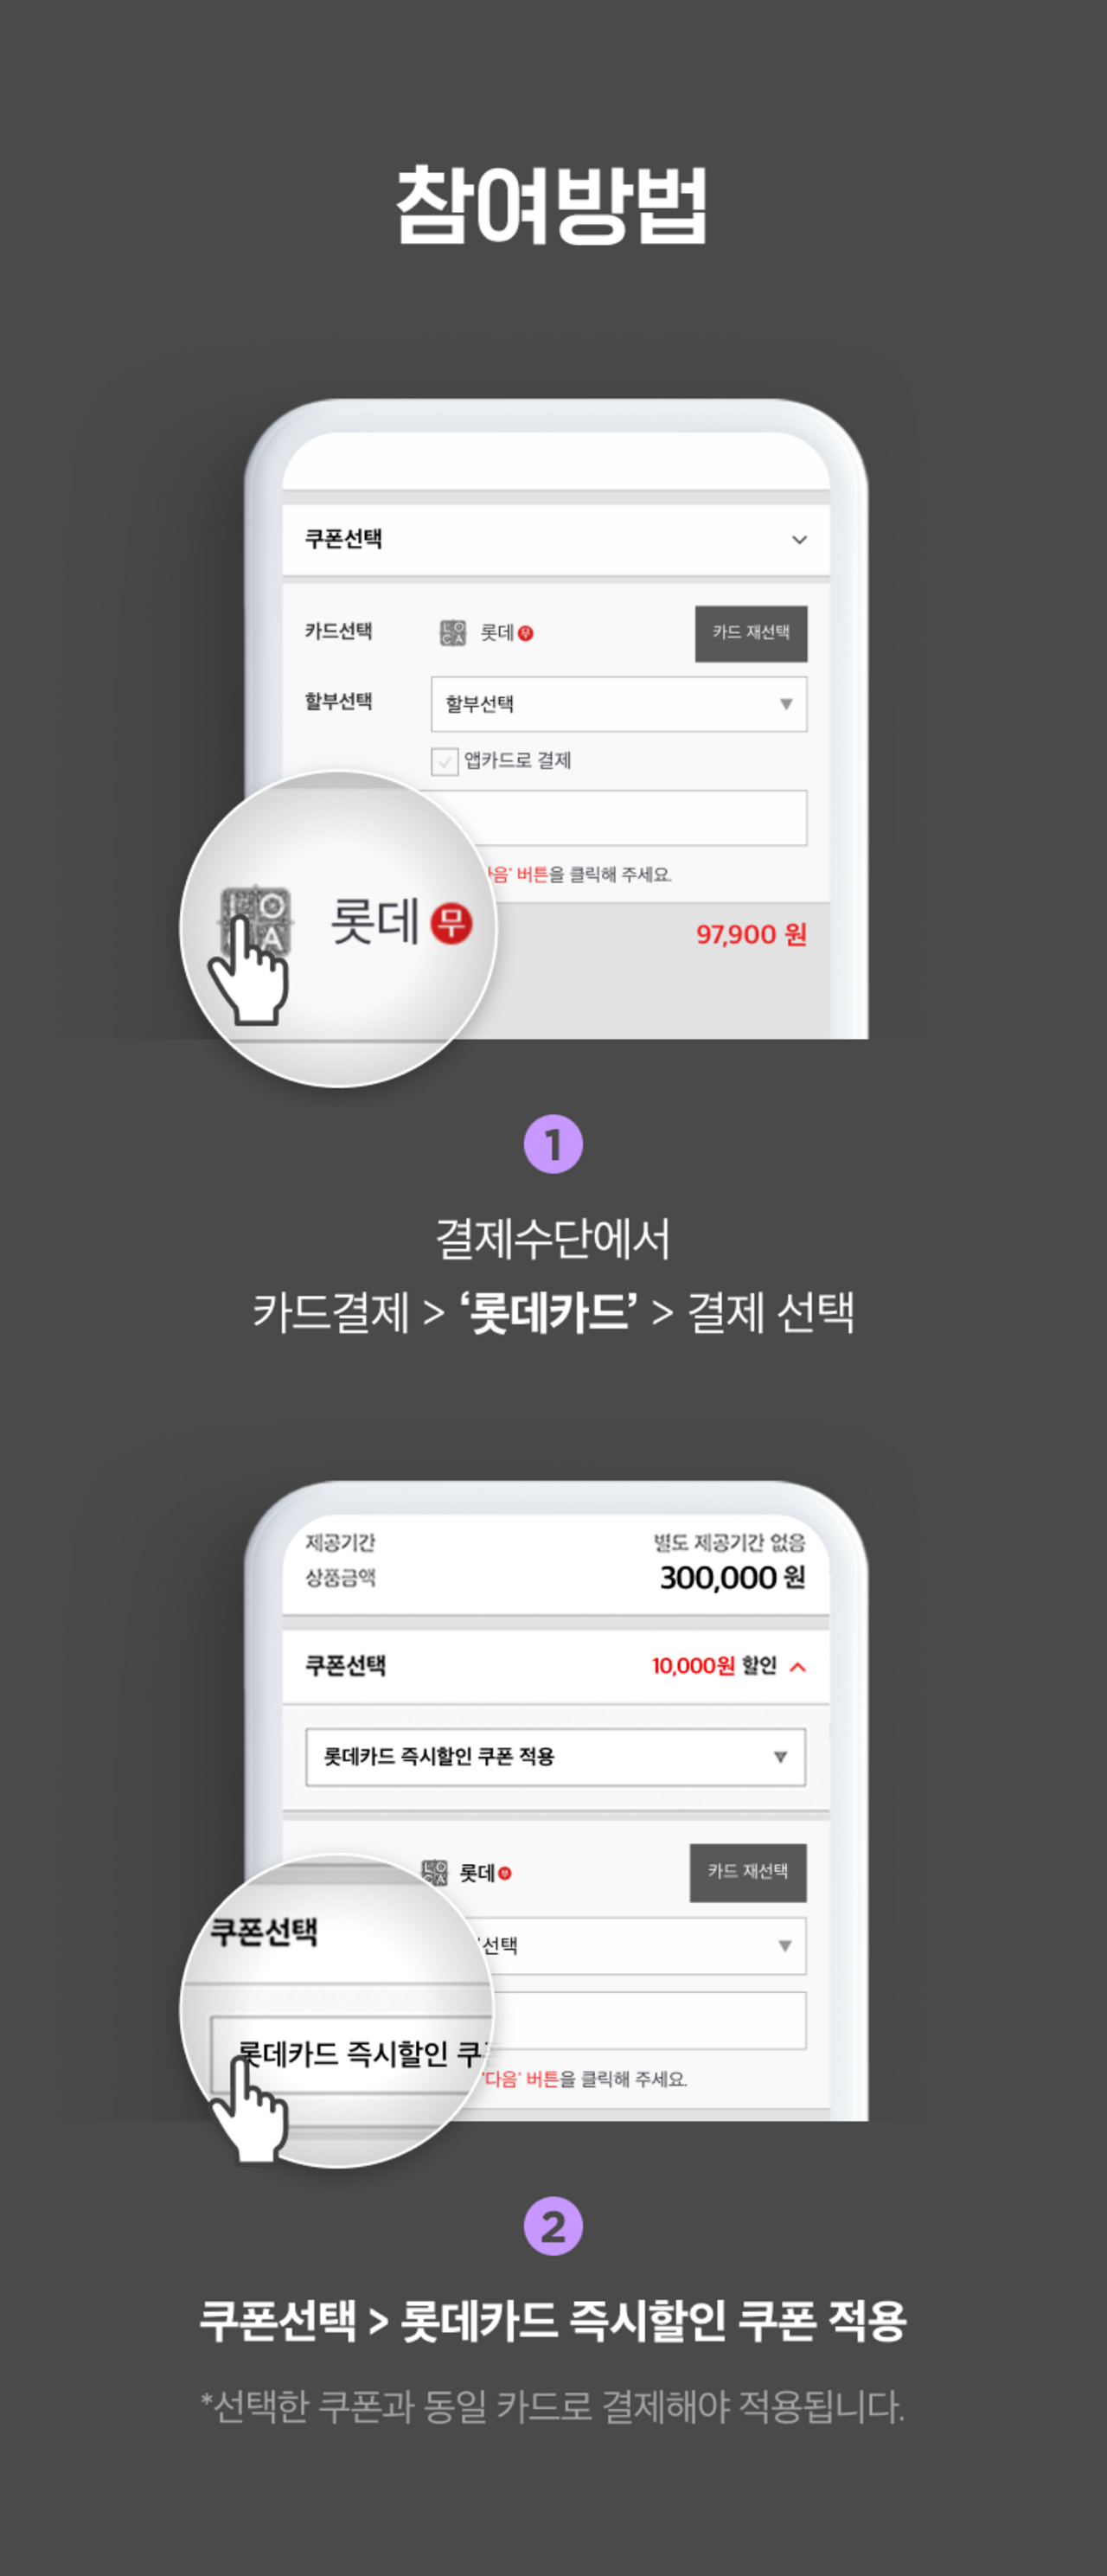 참여방법
쿠폰선택
카드선택 LOCA 롯데 무 카드 재선택
할부선택 할부선택
앱카드로 결제
음' 버튼을 클릭해 주세요.
롯데 무
97,900 원
1
결제수단에서
카드결제 > ‘롯데카드’ > 결제 선택
제공기간 별도 제공기간 없음
상품금액 300,000 원
쿠폰선택 10,000원 할인
롯데카드 즉시할인 쿠폰 적용
LOCA 롯데 무 카드 재선택
쿠폰선택
선택
롯데카드 즉시할인 쿠
'다음' 버튼을 클릭해 주세요.
2
쿠폰선택 > 롯데카드 즉시할인 쿠폰 적용
*선택한 쿠폰과 동일 카드로 결제해야 적용됩니다.